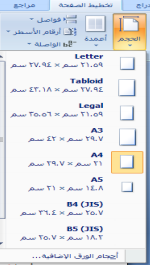 تخطيط الصفحة
مراجع
الحجم
أعمدة
فواصل
أرقام الأسطر
الواصلة
Letter
٢١.٥٩ سم × ٢٧.٩٤ سم
Tabloid
٢٧.٩٤ سم × ٤٣.١٨ سم
Legal
٢١.٥٩ سم × ٣٥.٥٦ سم
A3
٢٩.٧ سم × ٤٢ سم
A4
٢١ سم × ٢٩.٧ سم
A5
١٤.٨ سم × ٢١ سم
B4 (JIS)
٢٥.٧ سم × ٣٦.٤ سم
B5 (JIS)
١٨.٢ سم × ٢٥.٧ سم
أحجام الورق الإضافية...